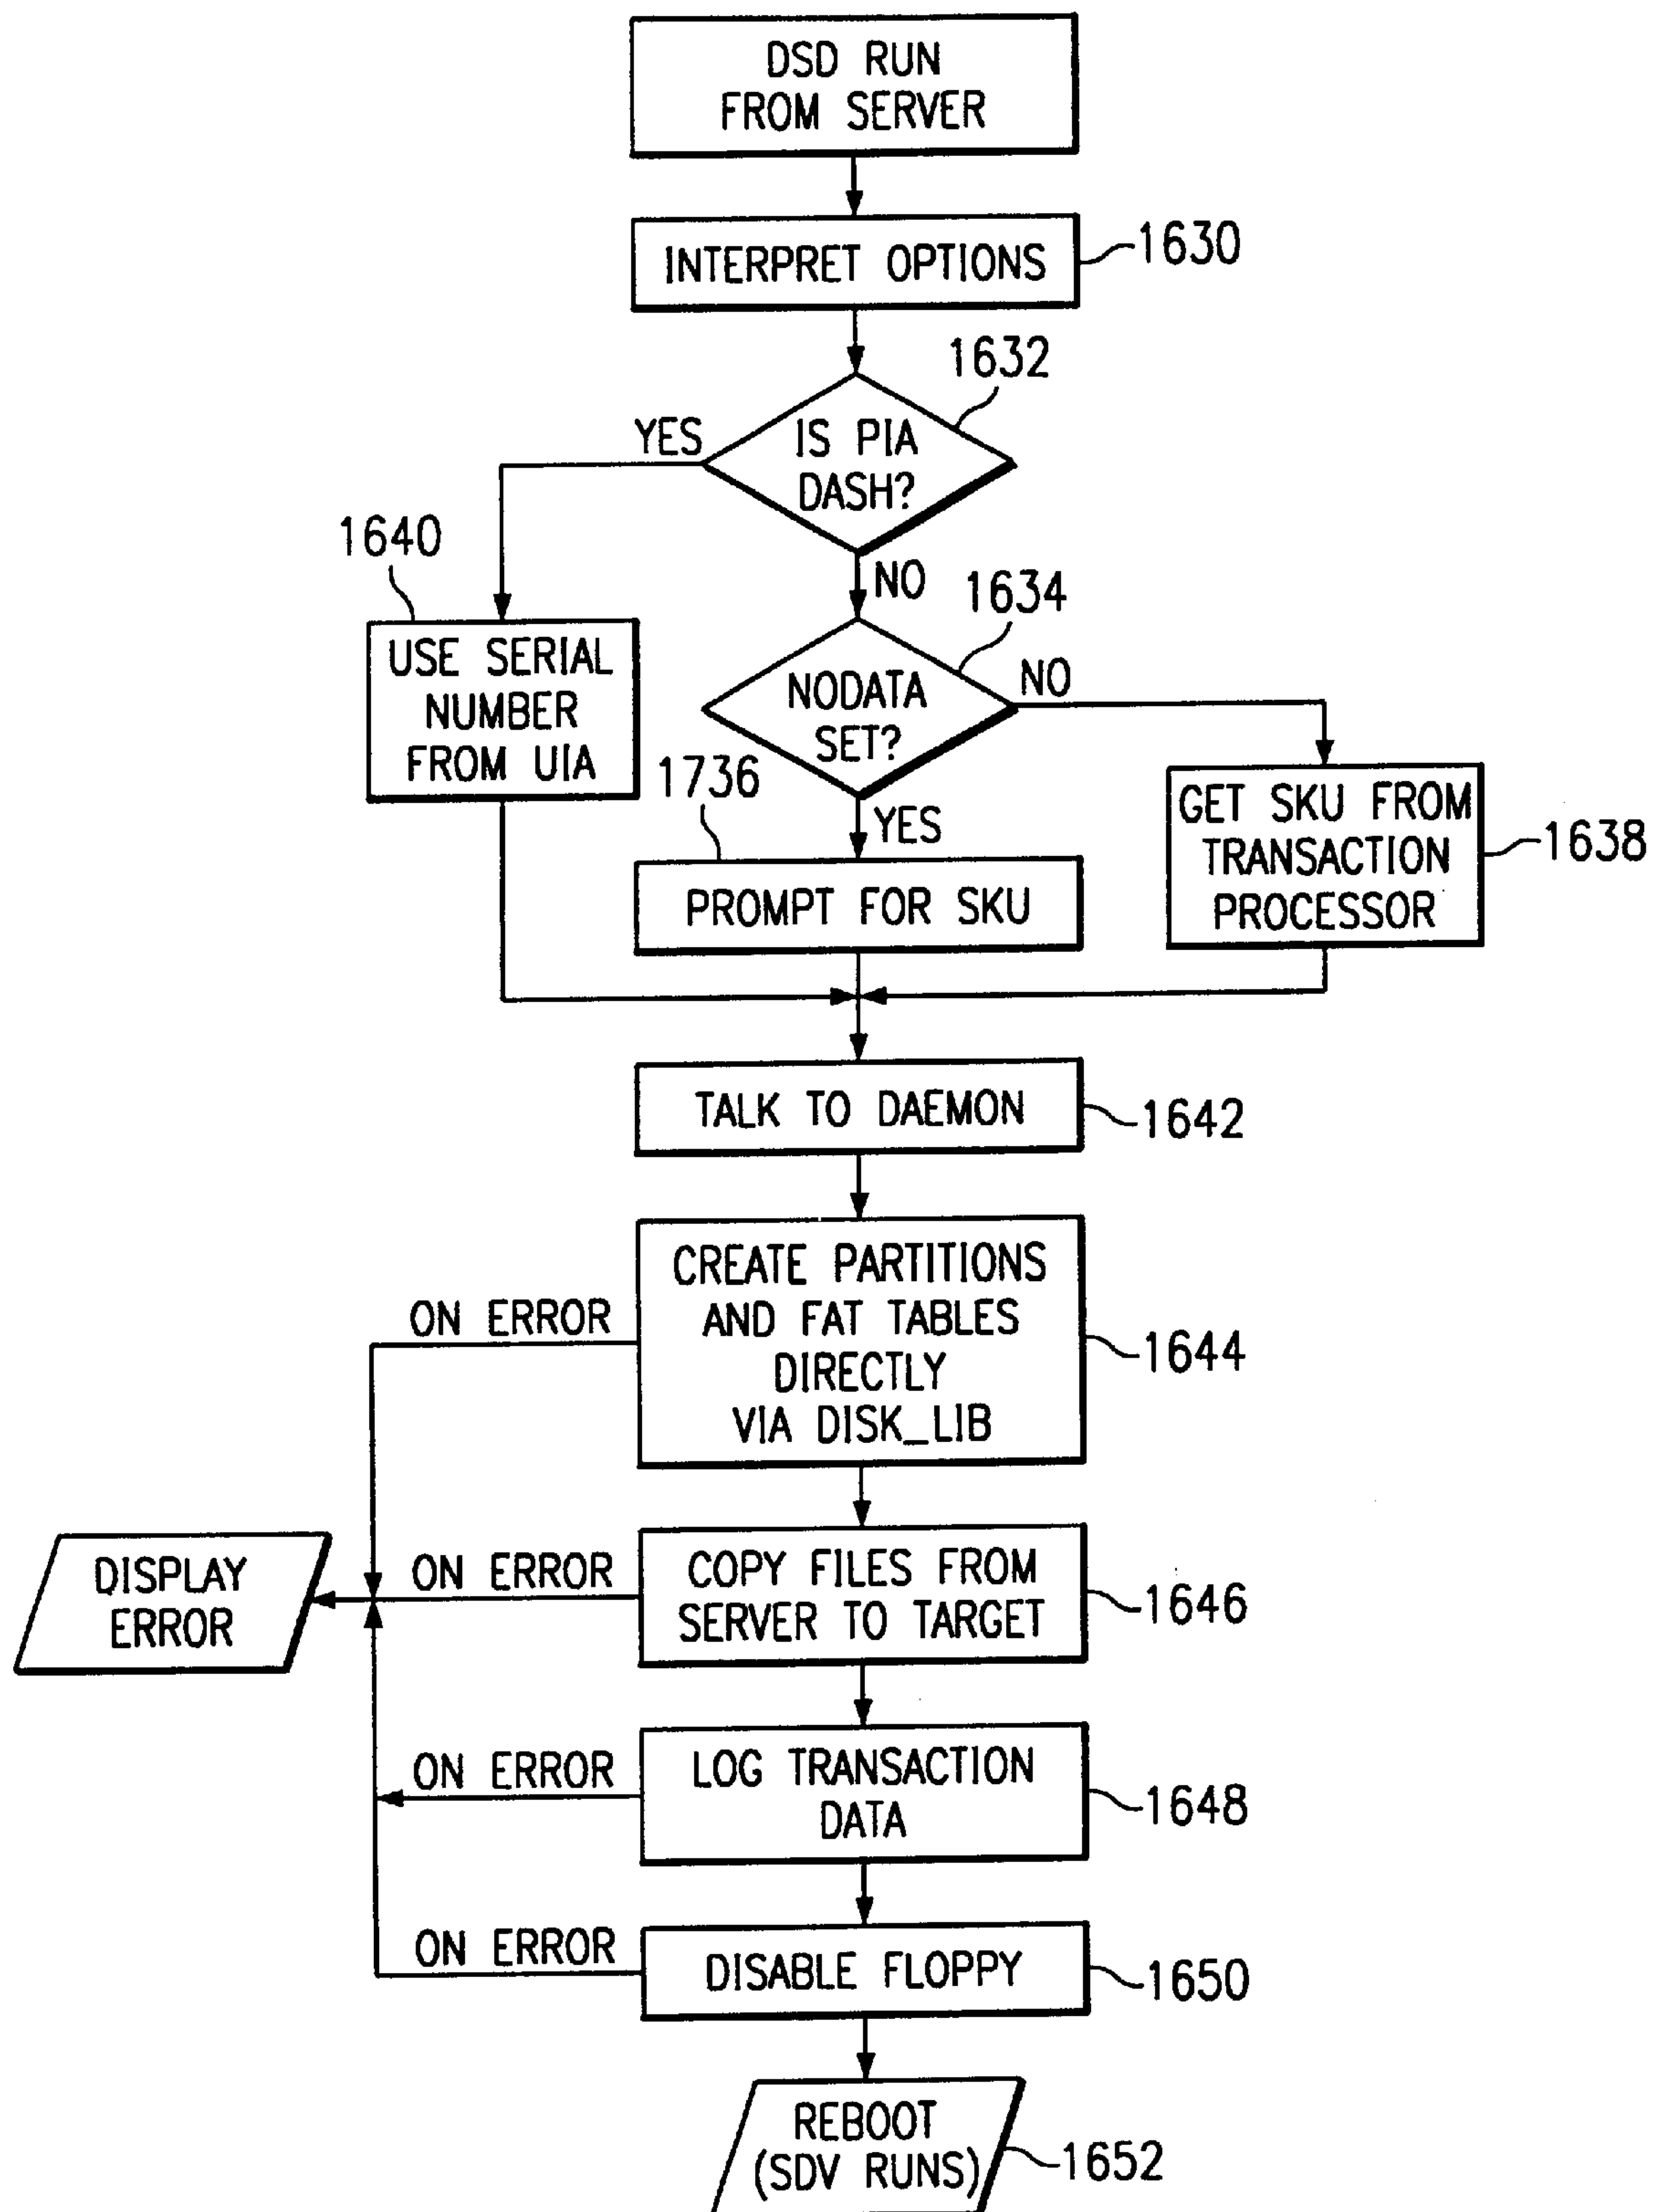 DSD RUN
FROM SERVER
INTERPRET OPTIONS
1630
1632
IS PIA
DASH?
YES
NO
1640
USE SERIAL
NUMBER
FROM UIA
1634
NODATA
SET?
NO
YES
1736
PROMPT FOR SKU
GET SKU FROM
TRANSACTION
PROCESSOR
1638
TALK TO DAEMON
1642
CREATE PARTITIONS
AND FAT TABLES
DIRECTLY
VIA DISK_LIB
1644
ON ERROR
DISPLAY
ERROR
ON ERROR
COPY FILES FROM
SERVER TO TARGET
1646
ON ERROR
LOG TRANSACTION
DATA
1648
ON ERROR
DISABLE FLOPPY
1650
REBOOT
(SDV RUNS)
1652